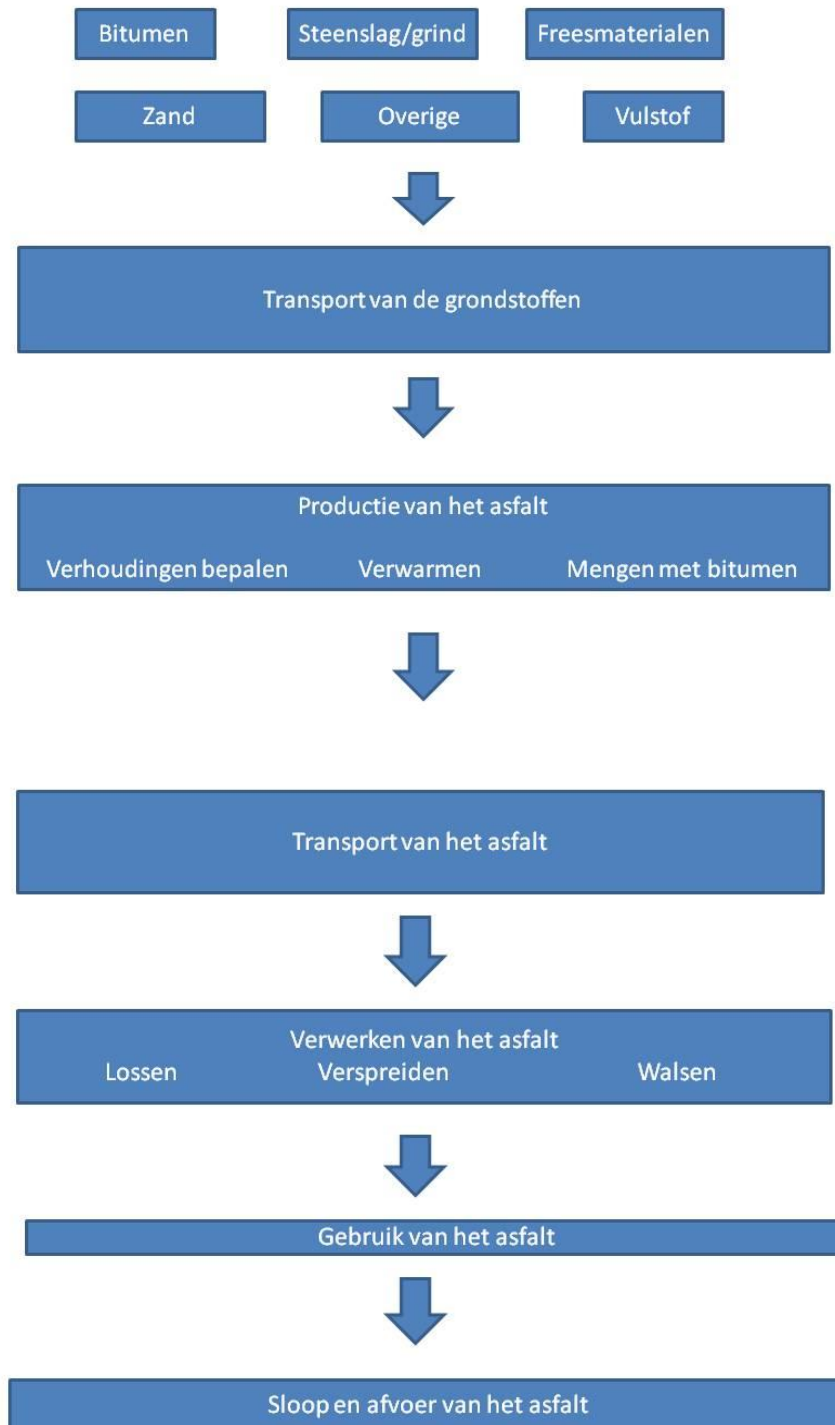 Bitumen
Steenslag/grind
Freesmaterialen
Zand
Overige
Vulstof
Transport van de grondstoffen
Productie van het asfalt
Verhoudingen bepalen Verwarmen Mengen met bitumen
Transport van het asfalt
Verwerken van het asfalt
Lossen Verspreiden Walsen
Gebruik van het asfalt
Sloop en afvoer van het asfalt